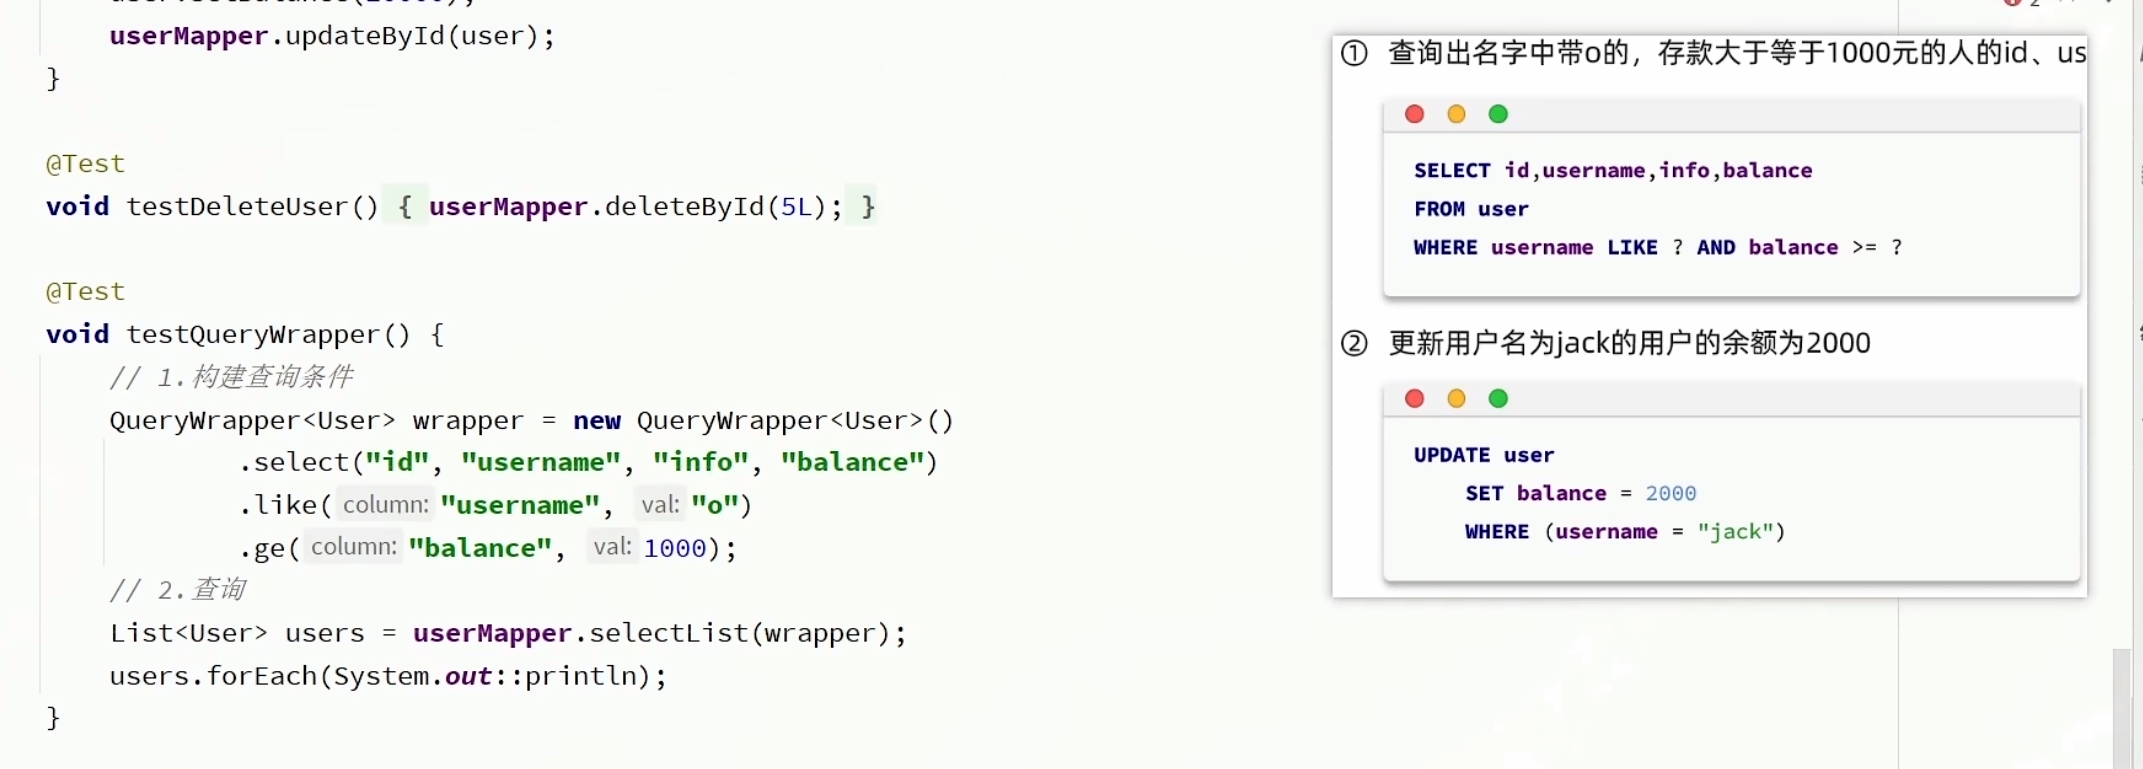 userMapper.updateById(user);
}
@Test
void testDeleteUser() { userMapper.deleteById(5L); }
@Test
void testQueryWrapper() {
// 1.构建查询条件
QueryWrapper<User> wrapper = new QueryWrapper<User>()
.select("id", "username", "info", "balance")
.like( column: "username", val: "o")
.ge( column: "balance", val: 1000);
// 2.查询
List<User> users = userMapper.selectList(wrapper);
users.forEach(System.out::println);
}
① 查询出名字中带o的，存款大于等于1000元的人的id、us
SELECT id,username,info,balance
FROM user
WHERE username LIKE ? AND balance >= ?
② 更新用户名为jack的用户的余额为2000
UPDATE user
SET balance = 2000
WHERE (username = "jack")